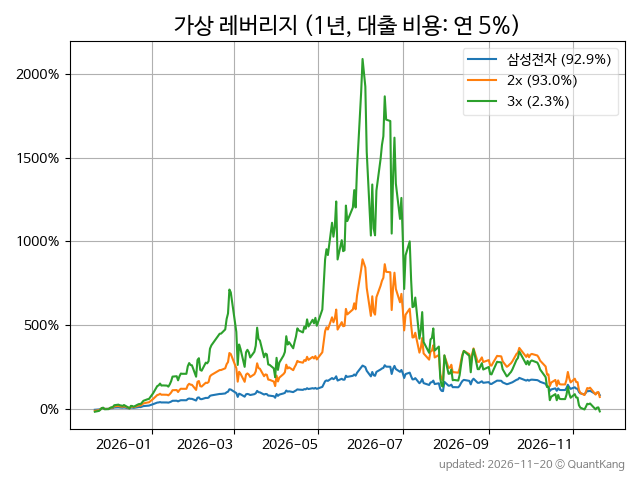 가상 레버리지 (1년, 대출 비용: 연 5%)
삼성전자 (92.9%)
2x (93.0%)
3x (2.3%)
2000%
1500%
1000%
500%
0%
2026-01 2026-03 2026-05 2026-07 2026-09 2026-11
updated: 2026-11-20 © QuantKang